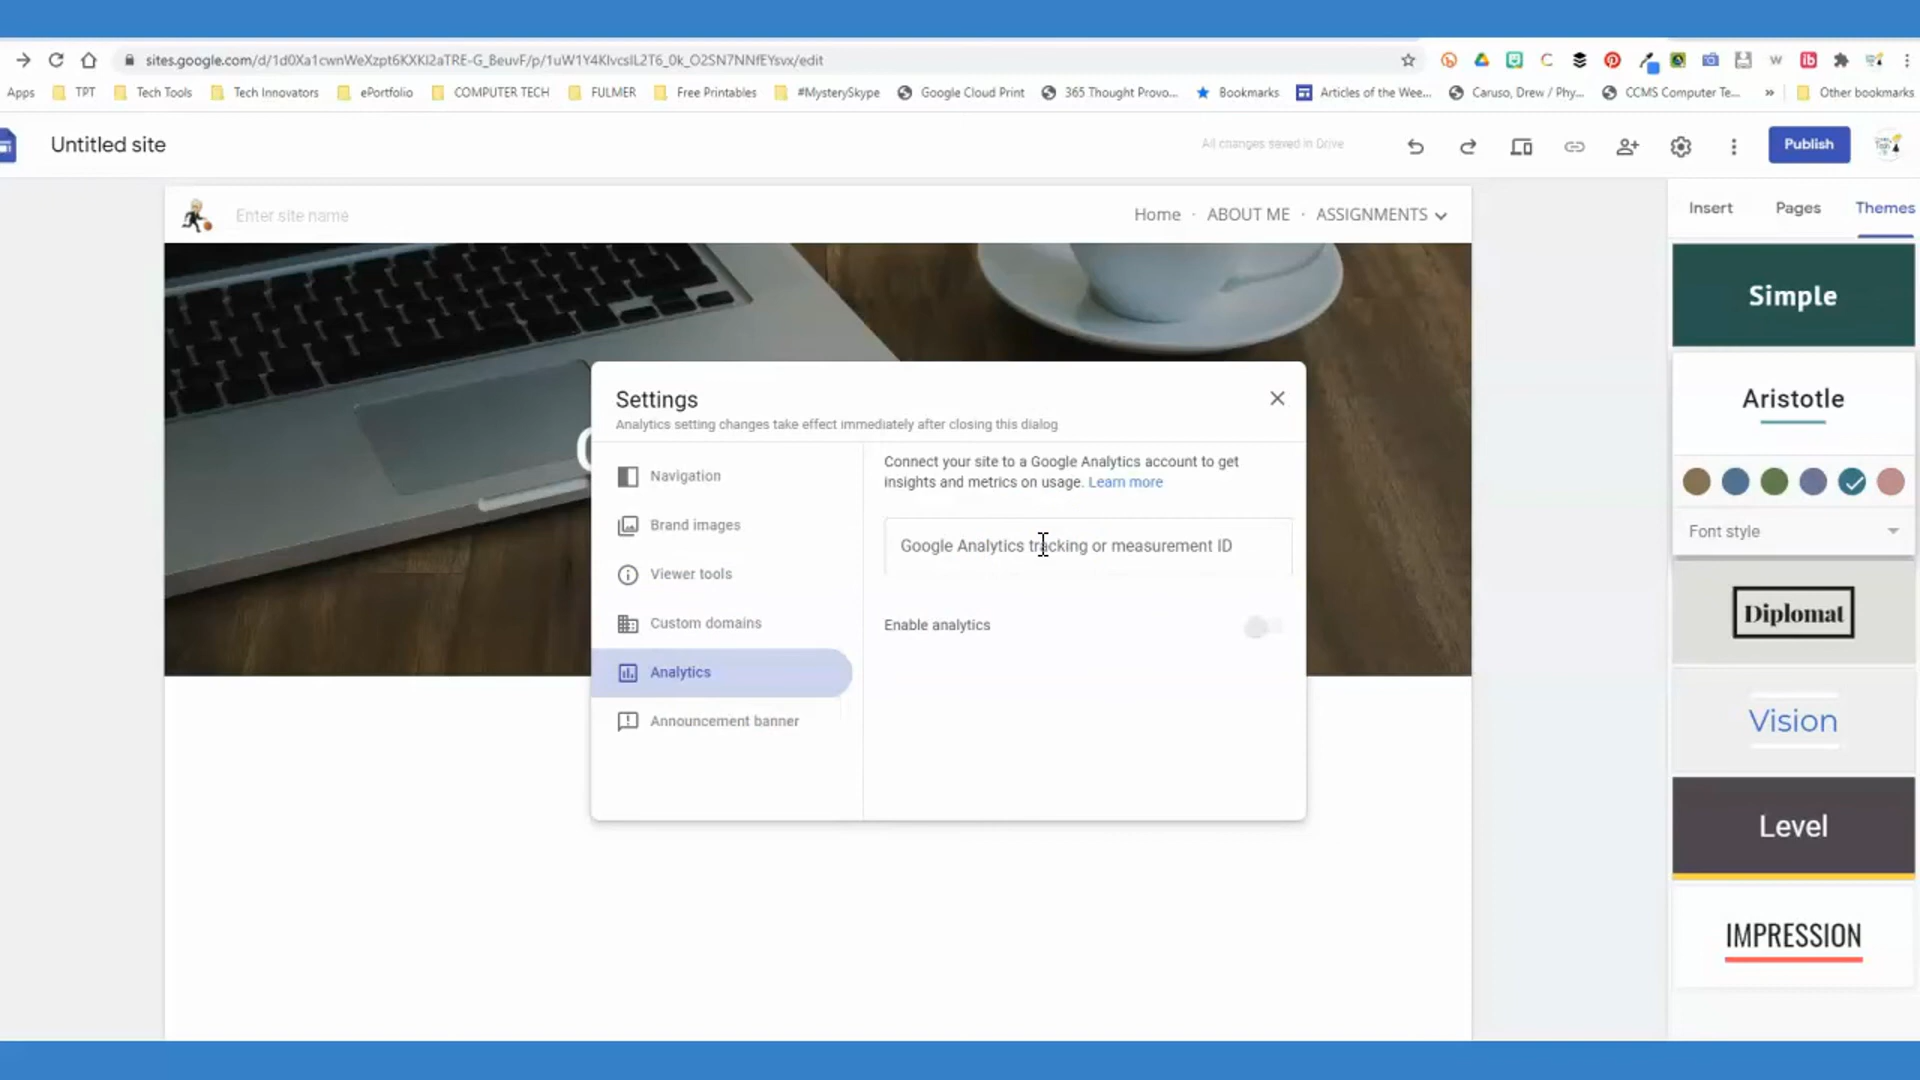 sites.google.com/d/1d0Xa1cwnWeXzpt6KXKI2aTRE-G_BeuvF/p/1uW1Y4KlvcslL2T6_0k_O2SN7NNfEYsvx/edit
Apps TPT Tech Tools Tech Innovators ePortfolio COMPUTER TECH FULMER Free Printables #MysterySkype Google Cloud Print 365 Thought Provo... Bookmarks Articles of the Wee... Caruso, Drew / Phy... CCMS Computer Te... » Other bookmarks
Untitled site
All changes saved in Drive
Publish
Enter site name
Home · ABOUT ME · ASSIGNMENTS
Insert Pages Themes
Settings
Analytics setting changes take effect immediately after closing this dialog
Navigation
Brand images
Viewer tools
Custom domains
Analytics
Announcement banner
Connect your site to a Google Analytics account to get
insights and metrics on usage. Learn more
Google Analytics tracking or measurement ID
Enable analytics
Simple
Aristotle
Font style
Diplomat
Vision
Level
IMPRESSION